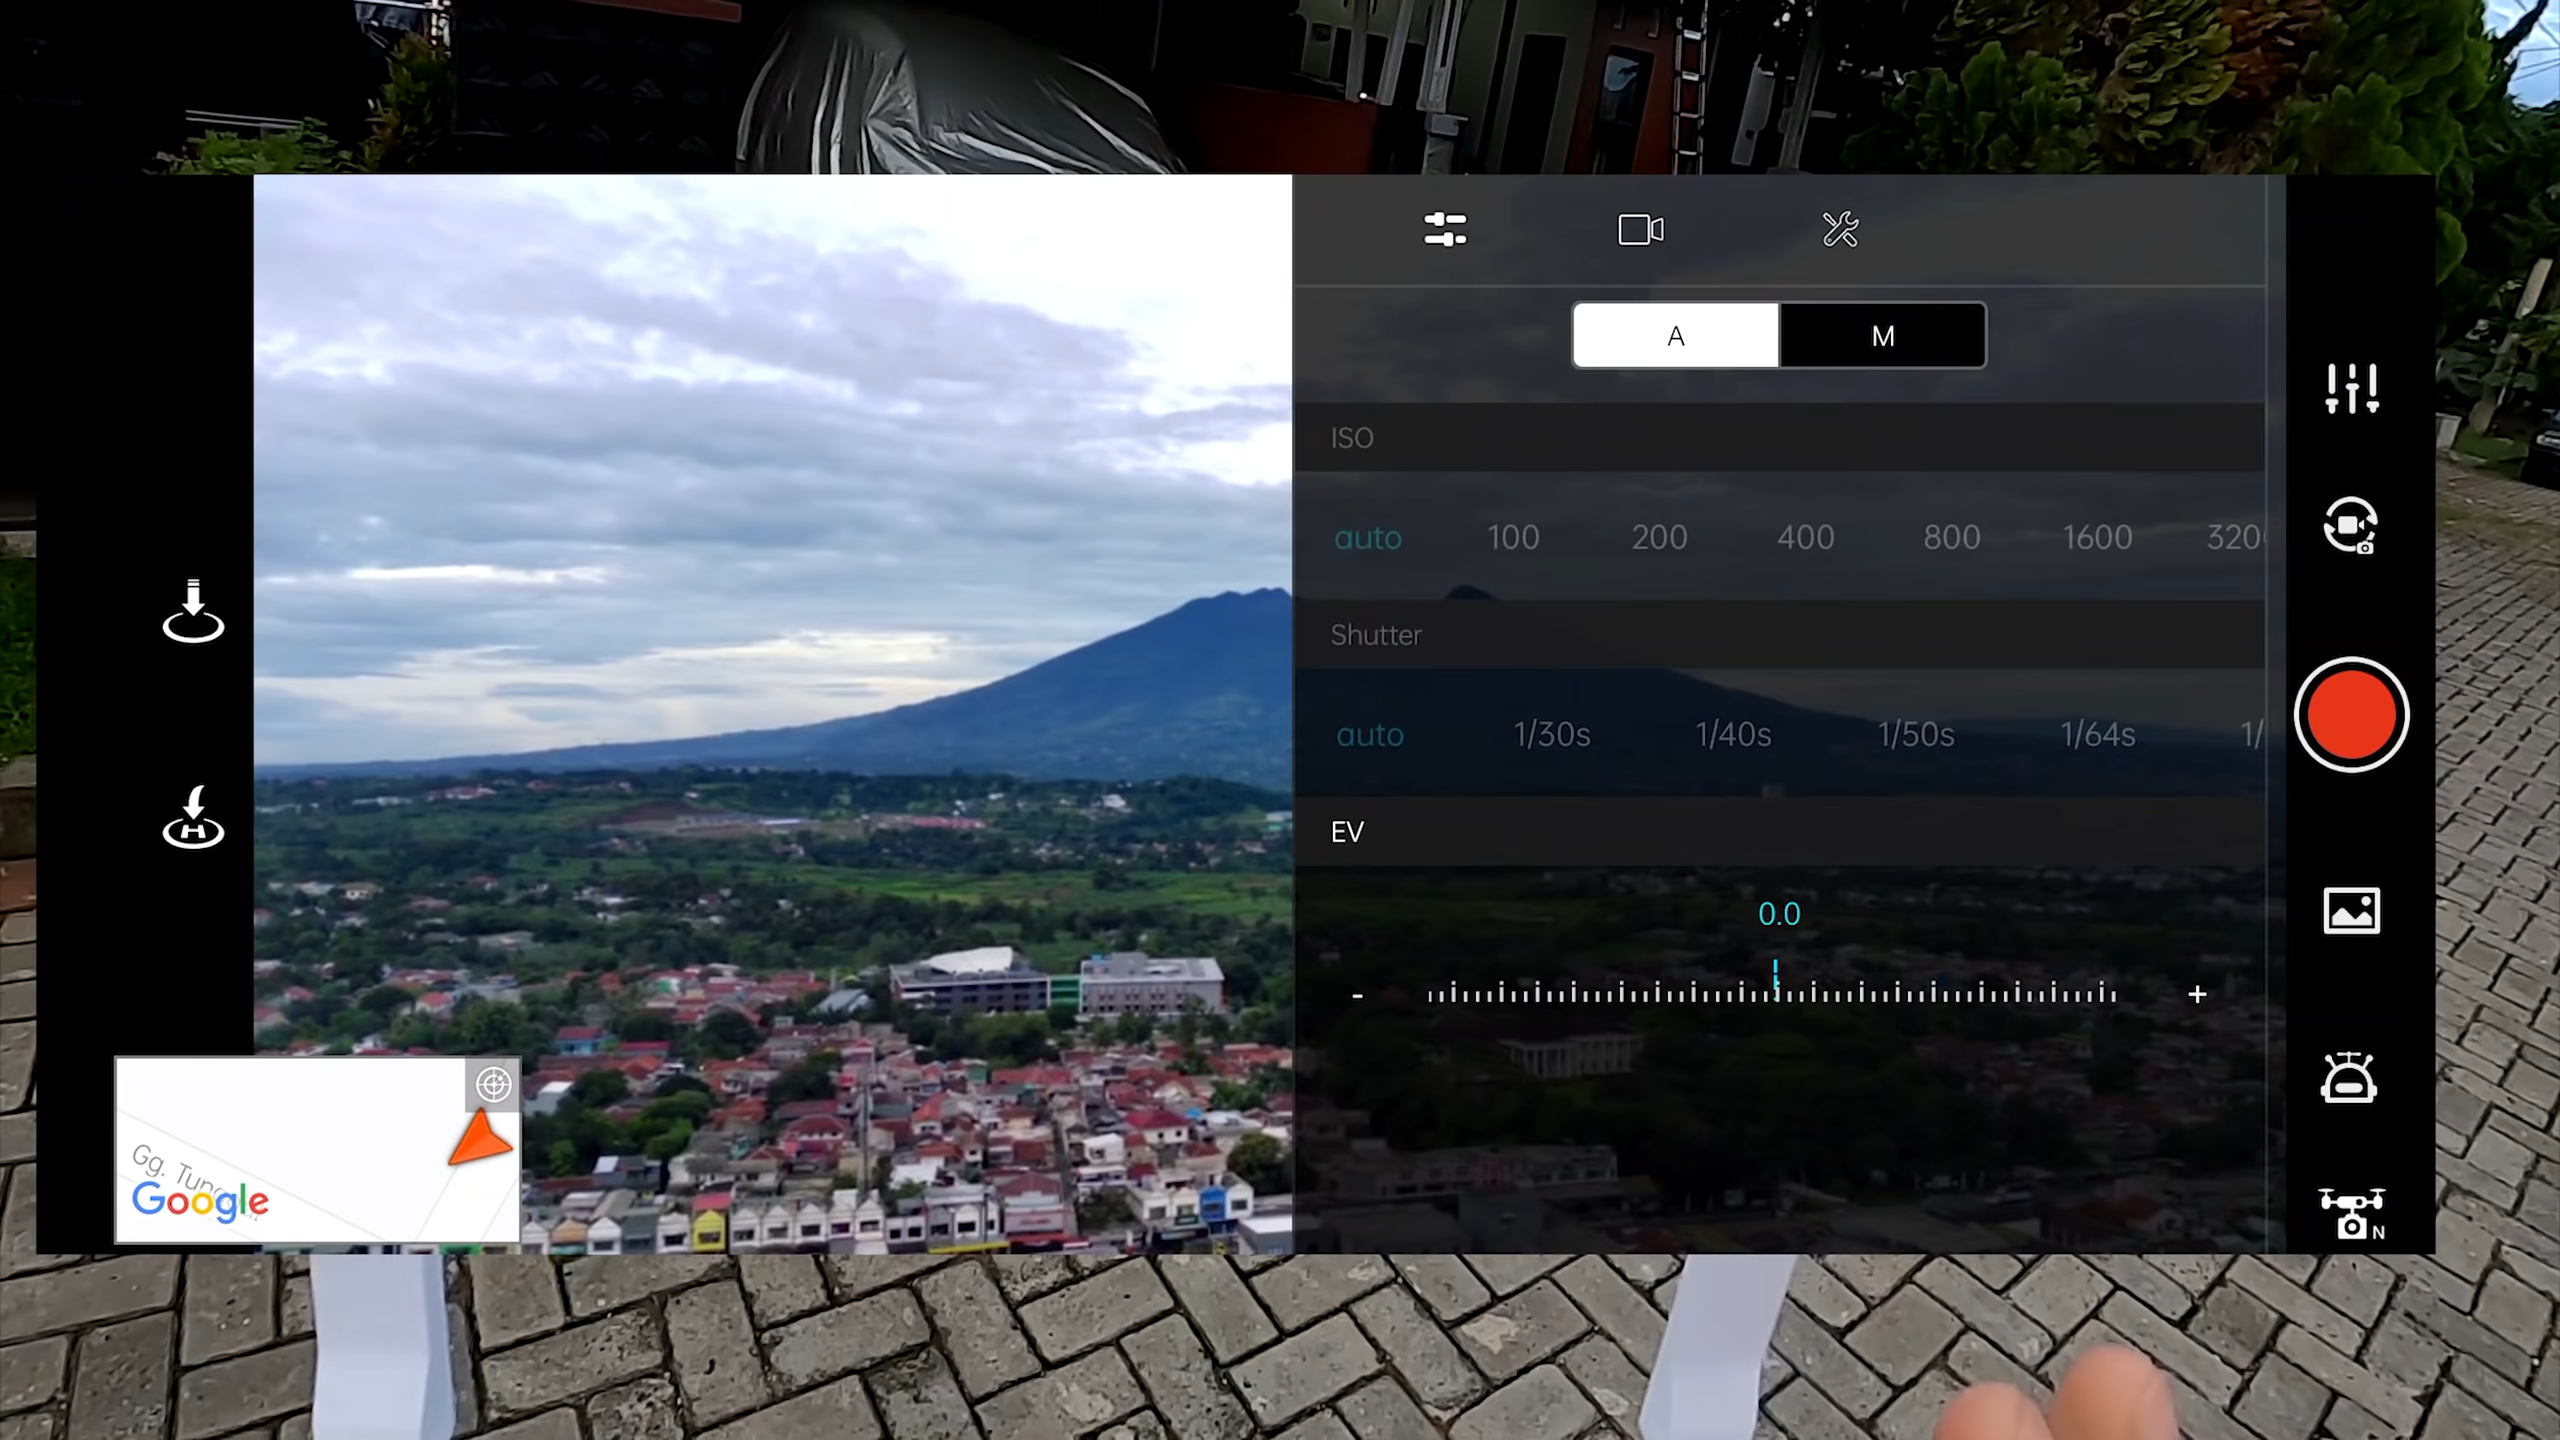 A M
ISO
auto 100 200 400 800 1600
Shutter
auto 1/30s 1/40s 1/50s 1/64s
EV
0.0
- +
Gg.
Google
H
N